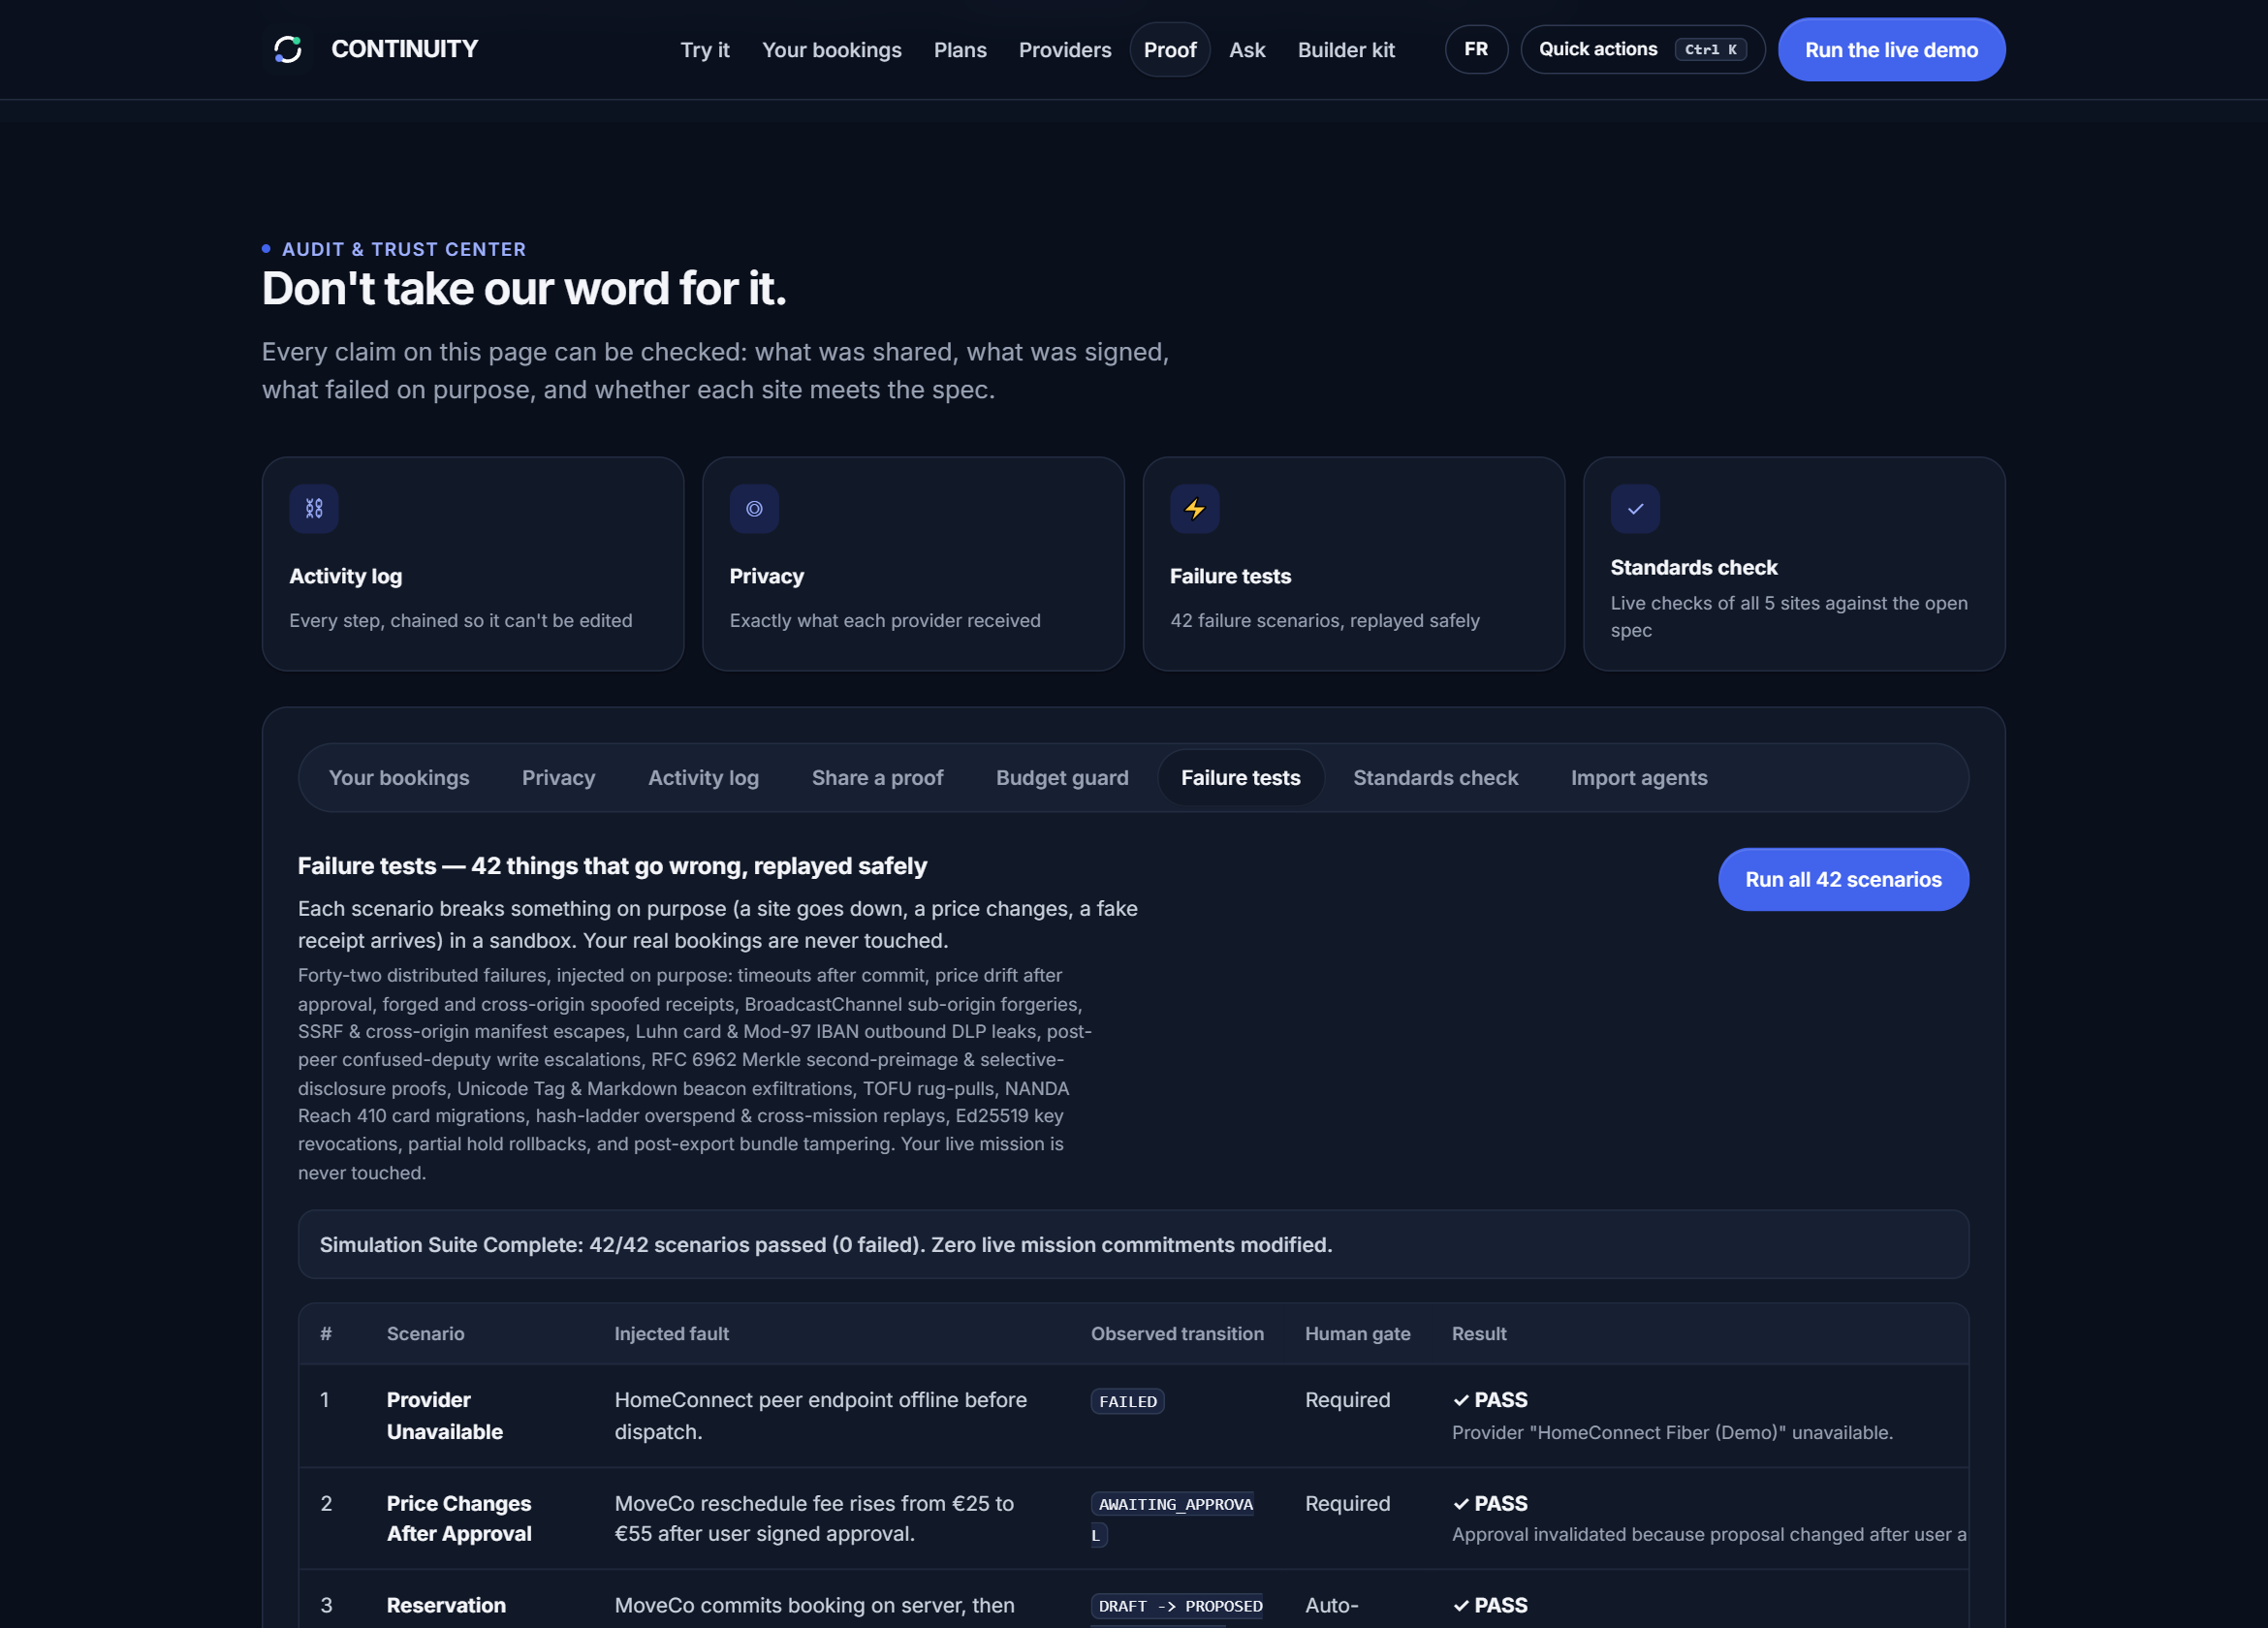 CONTINUITY
Try it
Your bookings
Plans
Providers
Proof
Ask
Builder kit
FR
Quick actions Ctrl K
Run the live demo
AUDIT & TRUST CENTER
Don't take our word for it.
Every claim on this page can be checked: what was shared, what was signed,
what failed on purpose, and whether each site meets the spec.
Activity log
Every step, chained so it can't be edited
Privacy
Exactly what each provider received
Failure tests
42 failure scenarios, replayed safely
Standards check
Live checks of all 5 sites against the open
spec
Your bookings
Privacy
Activity log
Share a proof
Budget guard
Failure tests
Standards check
Import agents
Failure tests — 42 things that go wrong, replayed safely
Run all 42 scenarios
Each scenario breaks something on purpose (a site goes down, a price changes, a fake
receipt arrives) in a sandbox. Your real bookings are never touched.
Forty-two distributed failures, injected on purpose: timeouts after commit, price drift after
approval, forged and cross-origin spoofed receipts, BroadcastChannel sub-origin forgeries,
SSRF & cross-origin manifest escapes, Luhn card & Mod-97 IBAN outbound DLP leaks, post-
peer confused-deputy write escalations, RFC 6962 Merkle second-preimage & selective-
disclosure proofs, Unicode Tag & Markdown beacon exfiltrations, TOFU rug-pulls, NANDA
Reach 410 card migrations, hash-ladder overspend & cross-mission replays, Ed25519 key
revocations, partial hold rollbacks, and post-export bundle tampering. Your live mission is
never touched.
Simulation Suite Complete: 42/42 scenarios passed (0 failed). Zero live mission commitments modified.
# Scenario Injected fault Observed transition Human gate Result
1
Provider
Unavailable
HomeConnect peer endpoint offline before
dispatch.
FAILED
Required
✓ PASS
Provider "HomeConnect Fiber (Demo)" unavailable.
2
Price Changes
After Approval
MoveCo reschedule fee rises from €25 to
€55 after user signed approval.
AWAITING_APPROVA
L
Required
✓ PASS
Approval invalidated because proposal changed after user a
3
Reservation
MoveCo commits booking on server, then
DRAFT -> PROPOSED
Auto-
✓ PASS